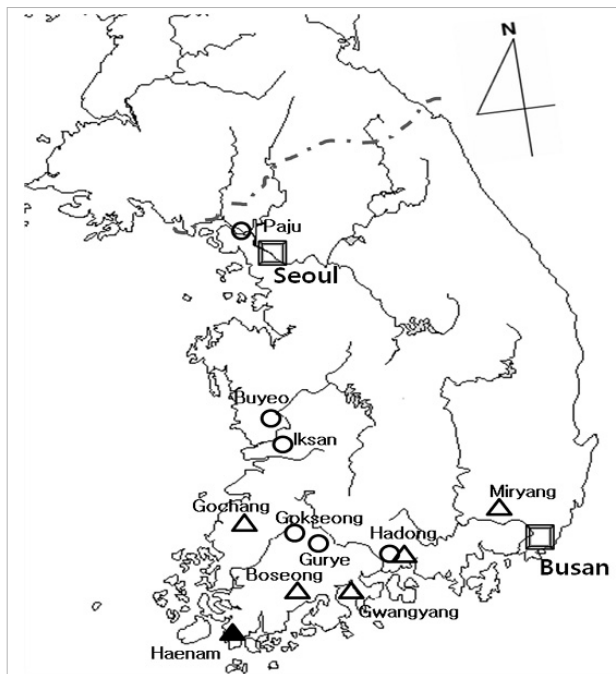 N
Paju
Seoul
Buyeo
Iksan
Miryang
Gochang
Gokseong
Hadong
Gurye
Busan
Boseong
Gwangyang
Haenam